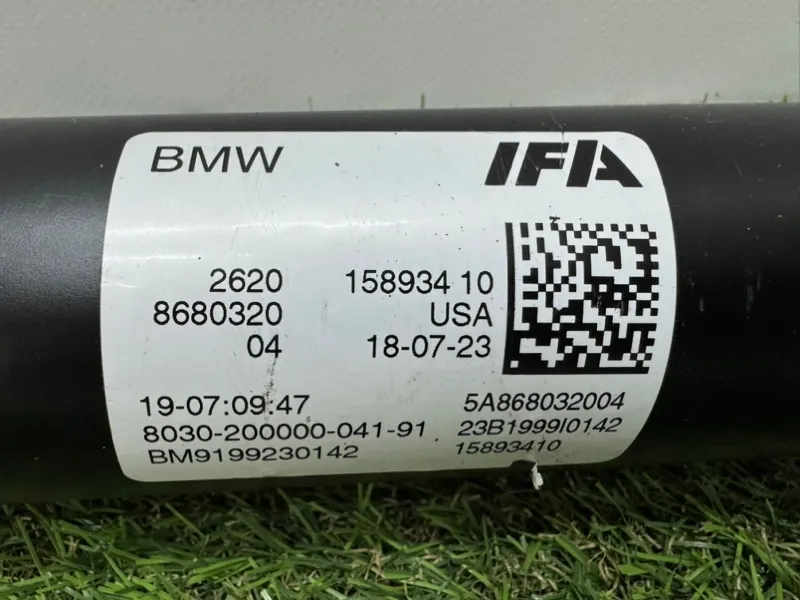 BMW IFA
2620 158934 10
8680320 USA
04 18-07-23
19-07:09:47 5A868032004
8030-200000-041-91 23B1999I0142
BM9199230142 15893410